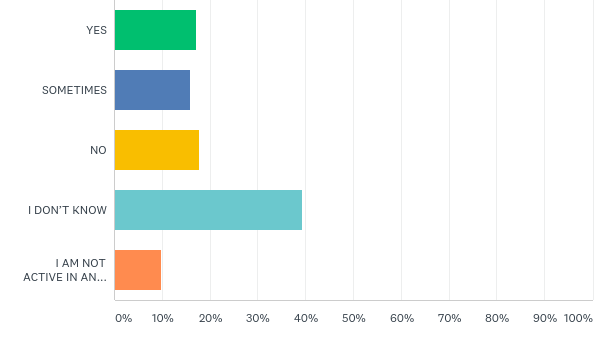 YES
SOMETIMES
NO
I DON'T KNOW
I AM NOT
ACTIVE IN AN...
0% 10% 20% 30% 40% 50% 60% 70% 80% 90% 100%